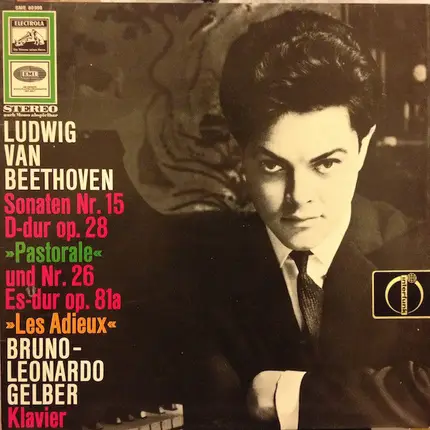 ELECTROLA
EMI
STEREO
LUDWIG
VAN
BEETHOVEN
Sonaten Nr. 15
D-dur op. 28
»Pastorale«
und Nr. 26
Es-dur op. 81a
»Les Adieux«
BRUNO-
LEONARDO
GELBER
Klavier